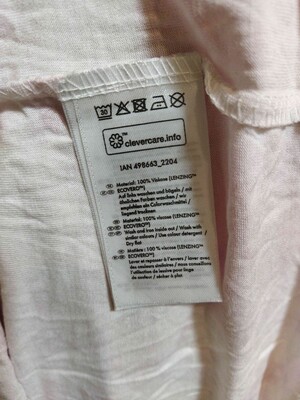 30
clevercare.info
IAN 498663_2204
Material: 100% Viskose (LENZING™
ECOVERO™)
Auf links waschen und bügeln / mit
ähnlichen Farben waschen / wir
empfehlen ein Colorwaschmittel /
liegend trocknen
Material: 100% viscose (LENZING™
ECOVERO™)
Wash and iron inside out / Wash with
similar colours / Use colour detergent /
Dry flat
Matière : 100 % viscose (LENZING™
ECOVERO™)
Laver et repasser à l'envers / laver avec
des couleurs similaires / nous conseillons
l'utilisation de lessive pour linge
de couleur / sécher à plat